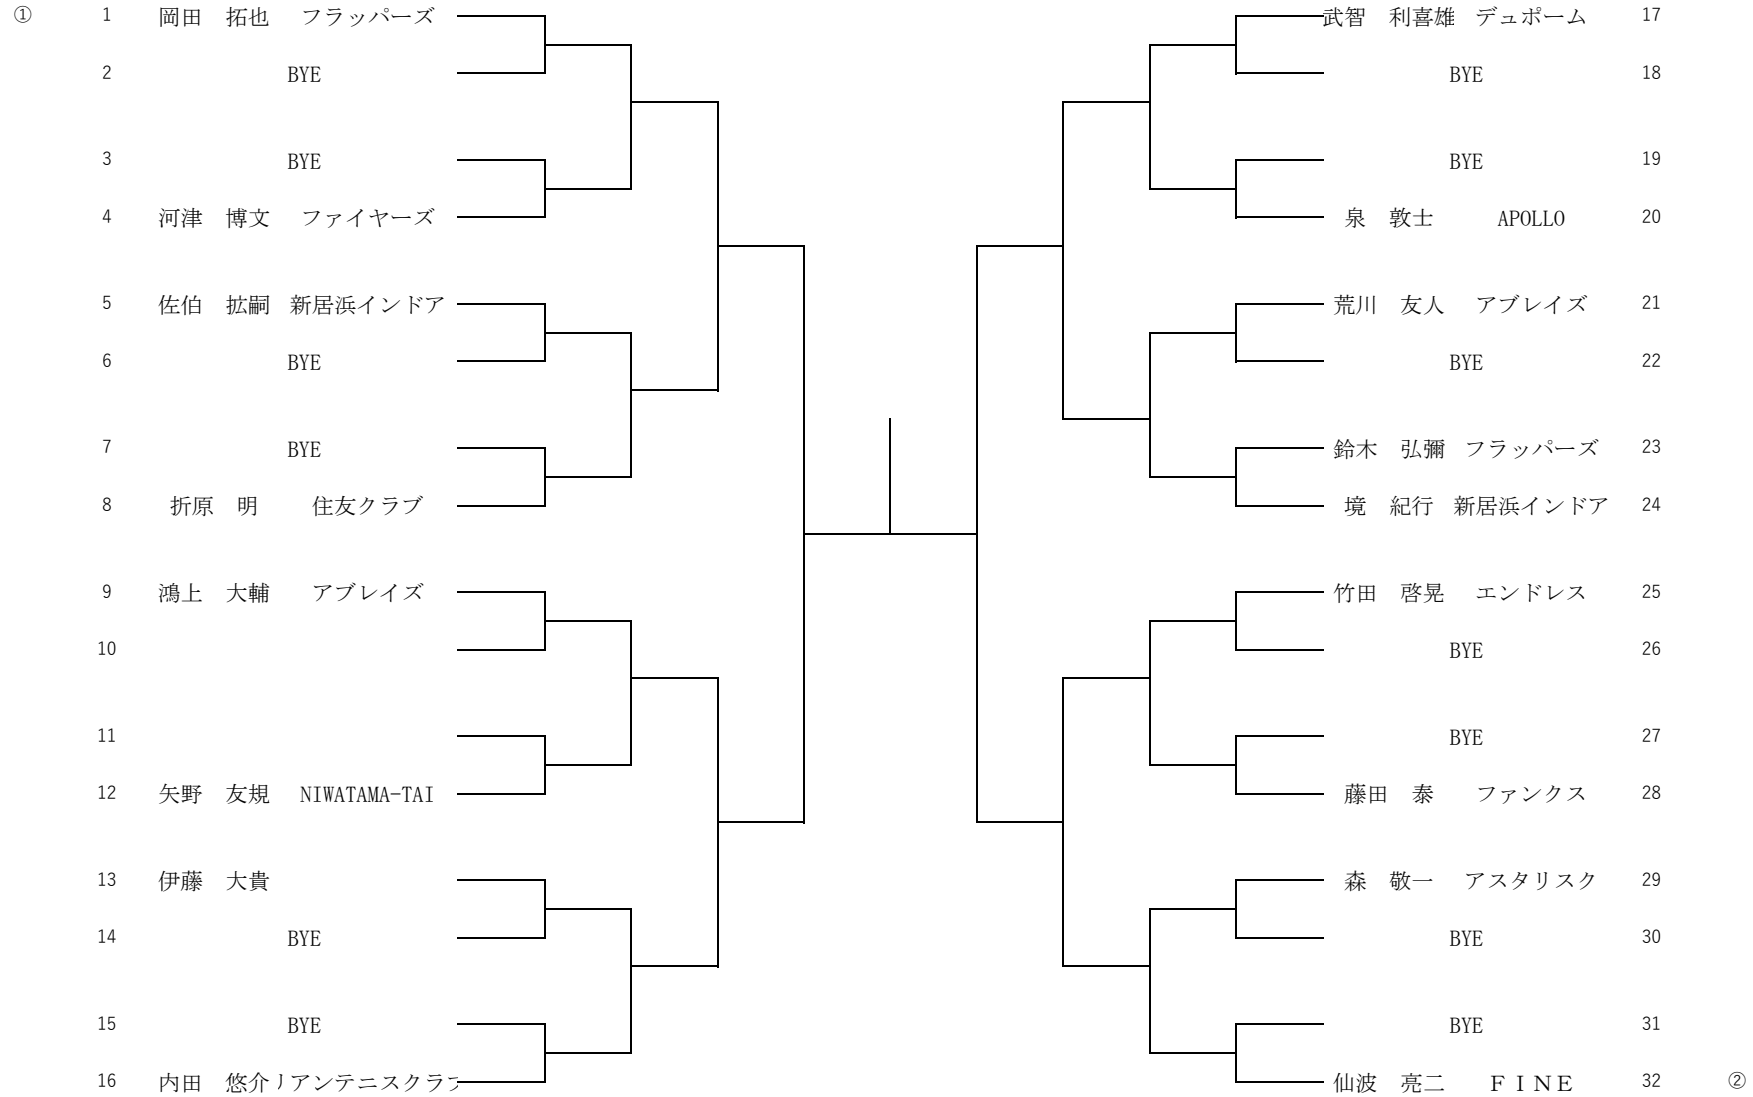 ① 1 岡田 拓也 フラッパーズ
2 BYE
3 BYE
4 河津 博文 ファイヤーズ
5 佐伯 拡嗣 新居浜インドア
6 BYE
7 BYE
8 折原 明 住友クラブ
9 鴻上 大輔 アブレイズ
10
11
12 矢野 友規 NIWATAMA-TAI
13 伊藤 大貴
14 BYE
15 BYE
16 内田 悠介 アンテニスクラ
武智 利喜雄 デュポーム 17
BYE 18
BYE 19
泉 敦士 APOLLO 20
荒川 友人 アブレイズ 21
BYE 22
鈴木 弘彌 フラッパーズ 23
境 紀行 新居浜インドア 24
竹田 啓晃 エンドレス 25
BYE 26
BYE 27
藤田 泰 ファンクス 28
森 敬一 アスタリスク 29
BYE 30
BYE 31
仙波 亮二 ＦＩＮＥ 32 ②